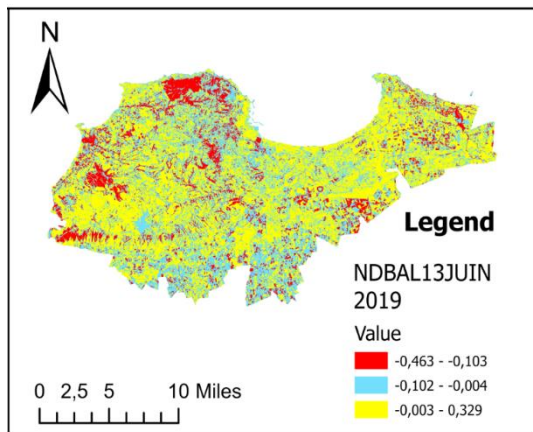 N
Legend
NDBAL13JUIN
2019
Value
-0,463 - -0,103
-0,102 - -0,004
-0,003 - 0,329
0 2,5 5 10 Miles